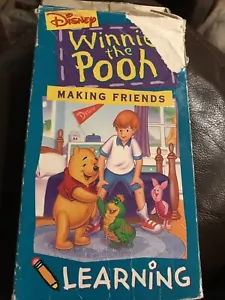 Disney
Winnie
the
Pooh
MAKING FRIENDS
LEARNING